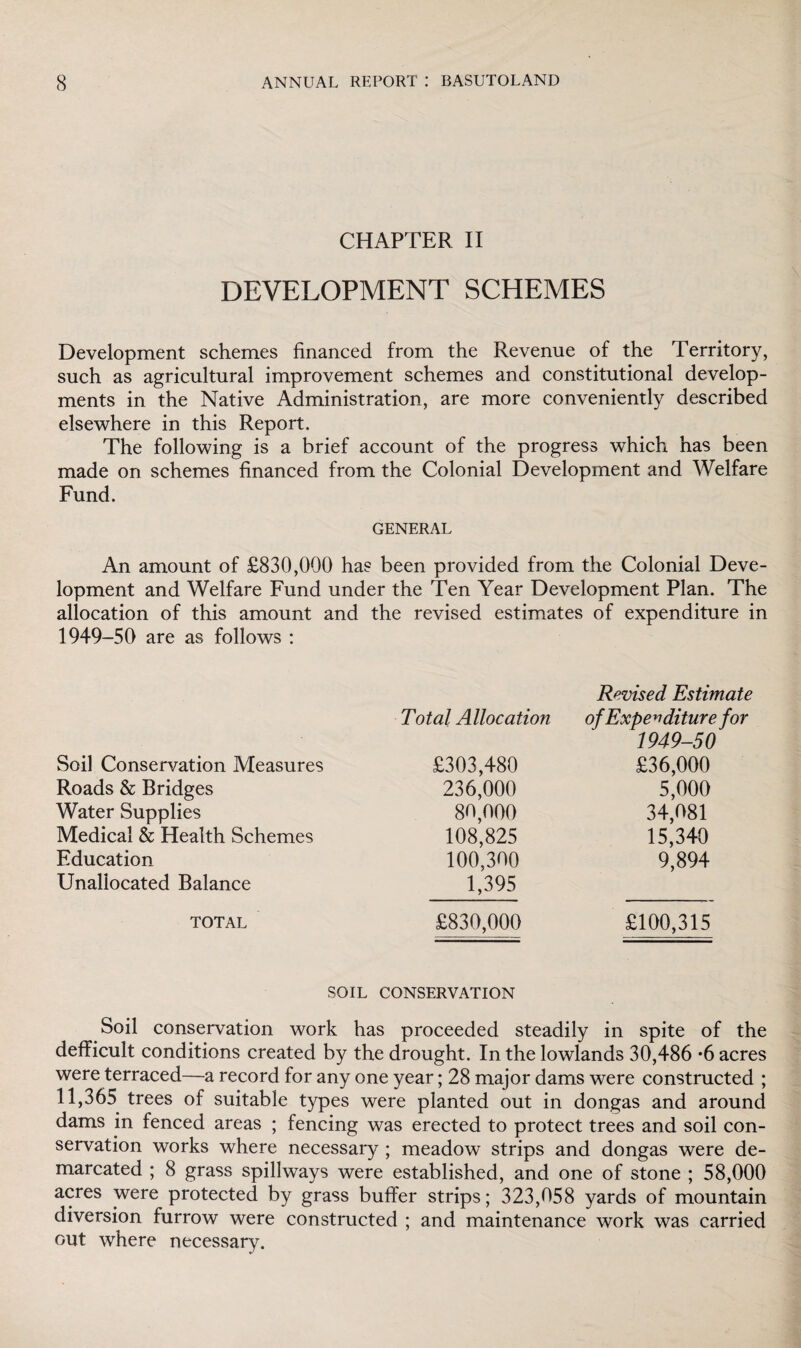 8 ANNUAL REPORT : BASUTOLAND
CHAPTER II
DEVELOPMENT SCHEMES
Development schemes financed from the Revenue of the Territory,
such as agricultural improvement schemes and constitutional develop-
ments in the Native Administration, are more conveniently described
elsewhere in this Report.
The following is a brief account of the progress which has been
made on schemes financed from the Colonial Development and Welfare
Fund.
GENERAL
An amount of £830,000 has been provided from the Colonial Deve-
lopment and Welfare Fund under the Ten Year Development Plan. The
allocation of this amount and the revised estimates of expenditure in
1949-50 are as follows :
Revised Estimate
Total Allocation of Expenditure for
1949-50
Soil Conservation Measures £303,480 £36,000
Roads & Bridges 236,000 5,000
Water Supplies 80,000 34,081
Medical & Health Schemes 108,825 15,340
Education 100,300 9,894
Unallocated Balance 1,395
TOTAL £830,000 £100,315
SOIL CONSERVATION
Soil conservation work has proceeded steadily in spite of the
defficult conditions created by the drought. In the lowlands 30,486 ·6 acres
were terraced—a record for any one year; 28 major dams were constructed ;
11,365 trees of suitable types were planted out in dongas and around
dams in fenced areas ; fencing was erected to protect trees and soil con-
servation works where necessary ; meadow strips and dongas were de-
marcated ; 8 grass spillways were established, and one of stone ; 58,000
acres were protected by grass buffer strips; 323,058 yards of mountain
diversion furrow were constructed ; and maintenance work was carried
out where necessary.